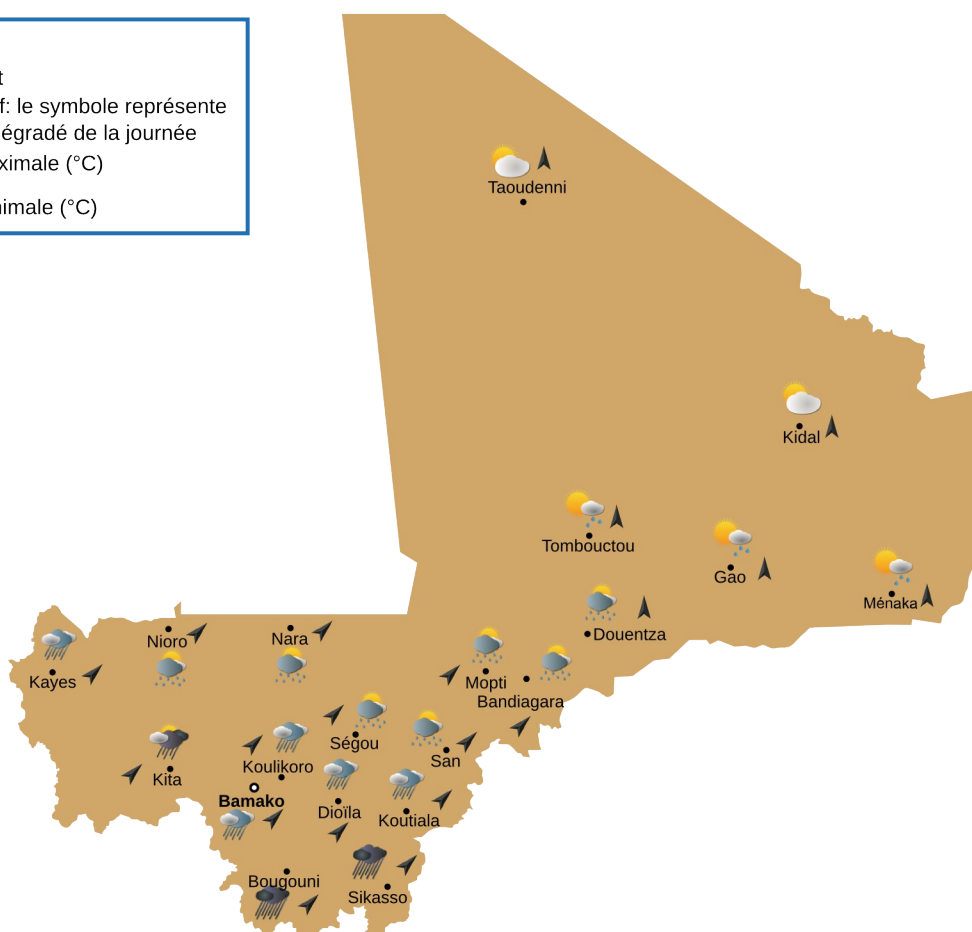 t
f: le symbole représente
égradé de la journée
ximale (°C)
nimale (°C)
Taoudenni
Kidal
Tombouctou
Gao
Ménaka
Douentza
Nioro
Nara
Kayes
Mopti
Bandiagara
Ségou
San
Koulikoro
Kita
Bamako
Dioïla
Koutiala
Bougouni
Sikasso